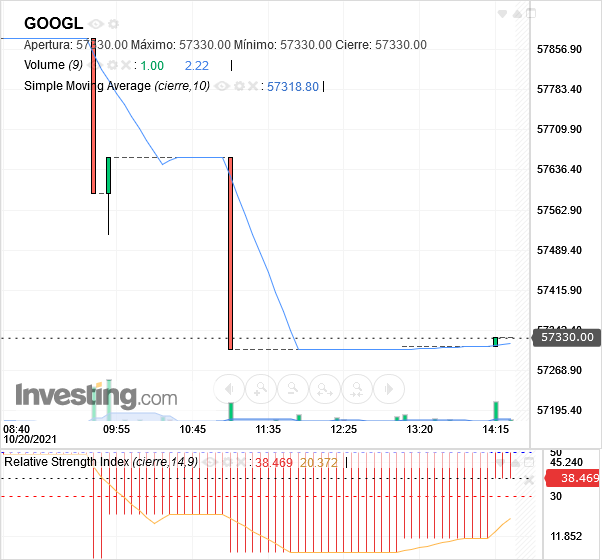 GOOGL
Apertura: 57330.00 Máximo: 57330.00 Mínimo: 57330.00 Cierre: 57330.00
Volume (9) : 1.00 2.22
Simple Moving Average (cierre,10) : 57318.80
57856.90
57783.40
57709.90
57636.40
57562.90
57489.40
57415.90
57342.40
57330.00
57268.90
57195.40
Investing.com
08:40 09:55 10:45 11:35 12:25 13:20 14:15
10/20/2021
Relative Strength Index (cierre,14,9) : 38.469 20.372
50
45.240
38.469
30
11.852